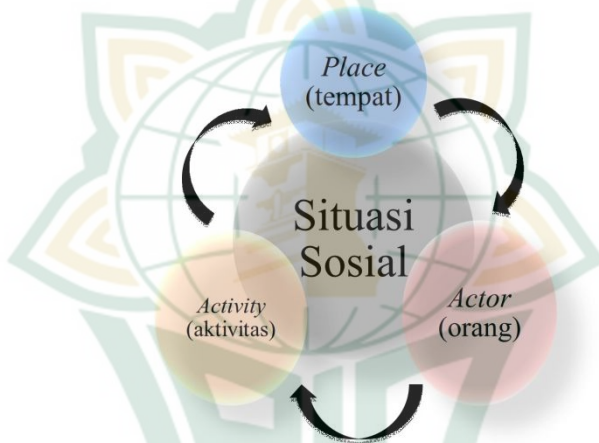 Place
(tempat)
Situasi
Sosial
Actor
(orang)
Activity
(aktivitas)